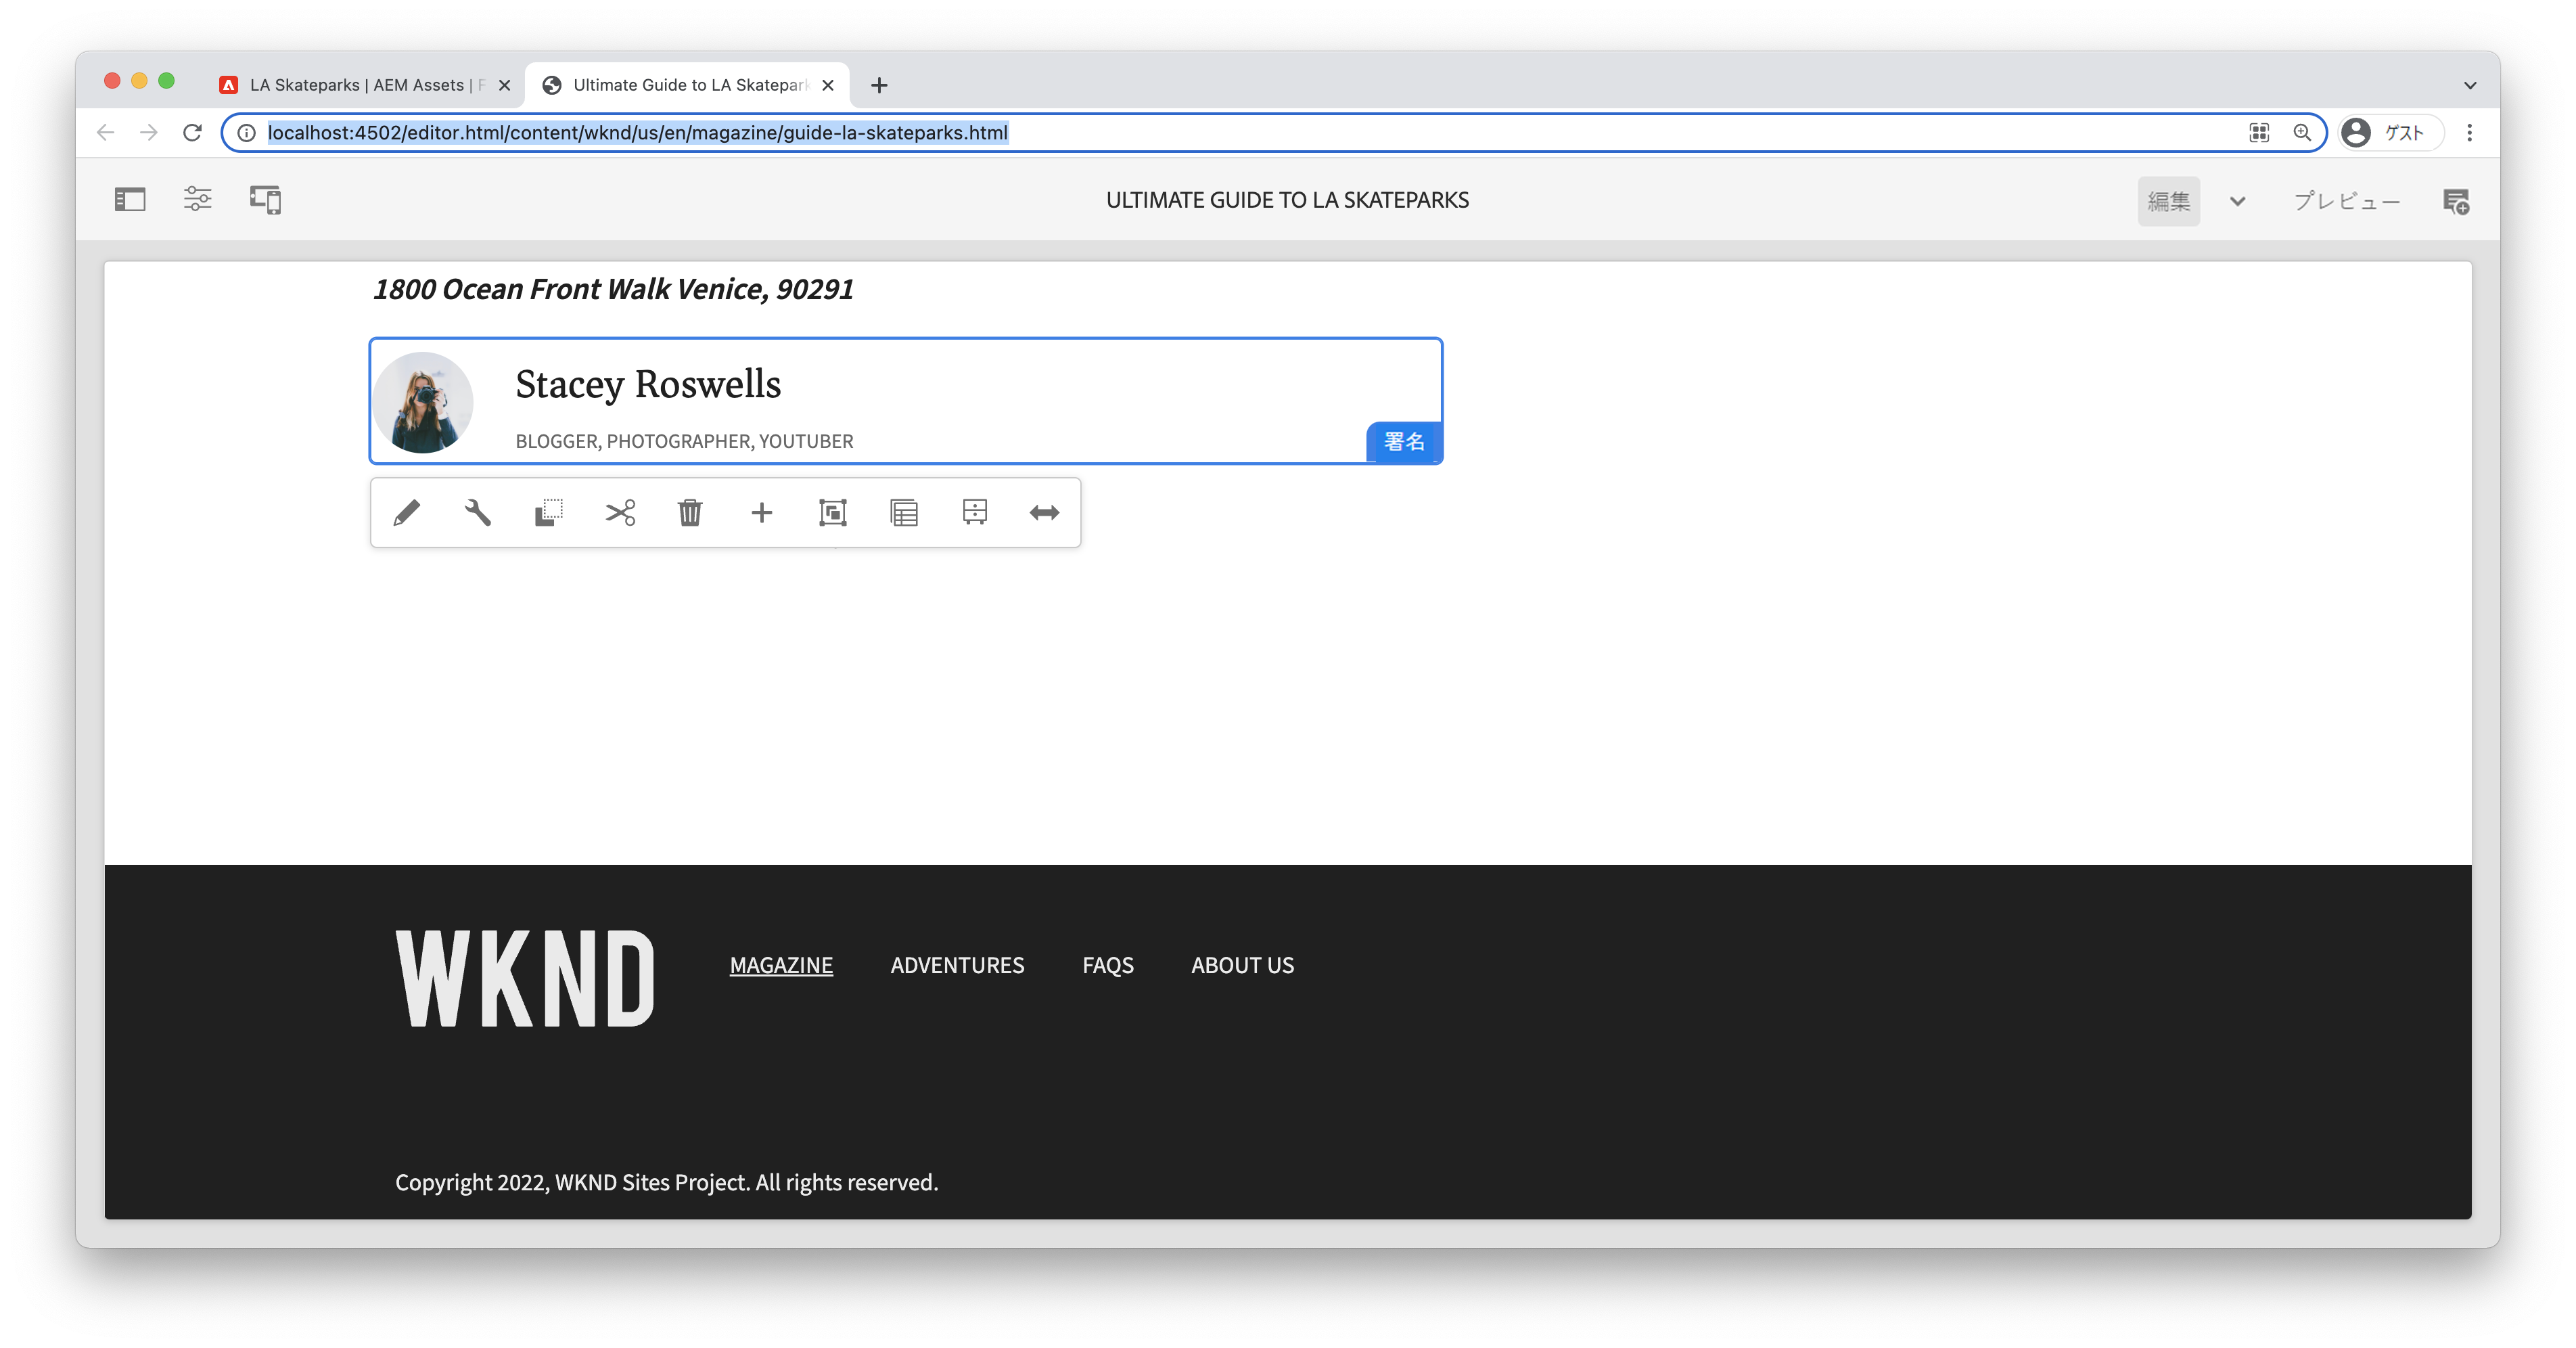 LA Skateparks | AEM Assets |
Ultimate Guide to LA Skatepark
localhost:4502/editor.html/content/wknd/us/en/magazine/guide-la-skateparks.html
ゲスト
ULTIMATE GUIDE TO LA SKATEPARKS
編集
プレビュー
1800 Ocean Front Walk Venice, 90291
Stacey Roswells
BLOGGER, PHOTOGRAPHER, YOUTUBER
署名
WKND
MAGAZINE
ADVENTURES
FAQS
ABOUT US
Copyright 2022, WKND Sites Project. All rights reserved.